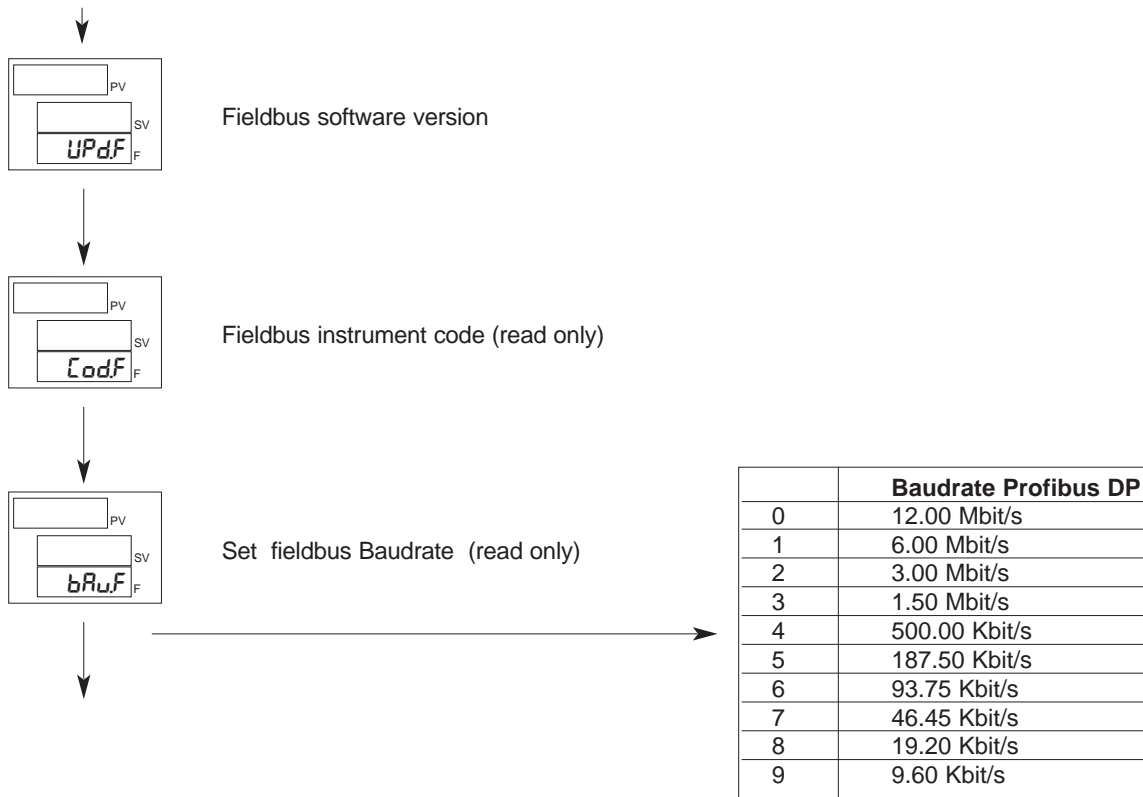 PV
SV
UPd.F F
Fieldbus software version
PV
SV
Cod.F F
Fieldbus instrument code (read only)
PV
SV
bAu.F F
Set fieldbus Baudrate (read only)
Baudrate Profibus DP
0 12.00 Mbit/s
1 6.00 Mbit/s
2 3.00 Mbit/s
3 1.50 Mbit/s
4 500.00 Kbit/s
5 187.50 Kbit/s
6 93.75 Kbit/s
7 46.45 Kbit/s
8 19.20 Kbit/s
9 9.60 Kbit/s